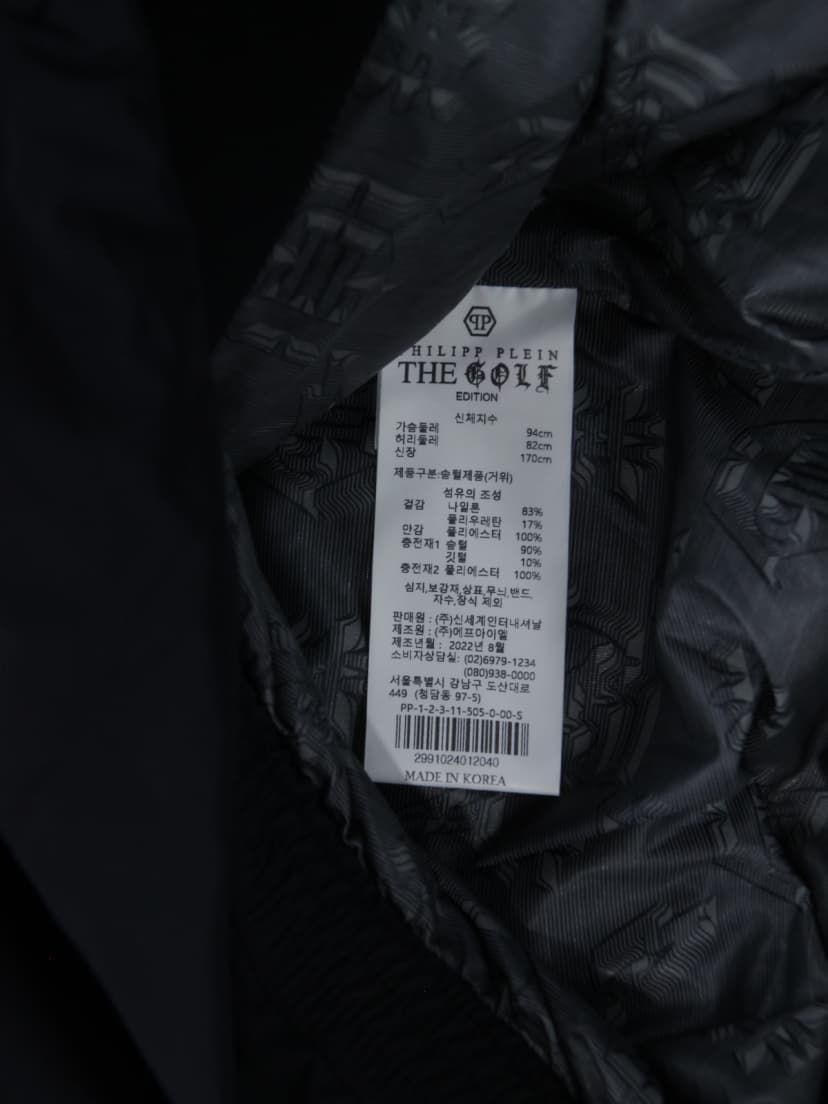 PP
PHILIPP PLEIN
THE GOLF
EDITION
신체치수
가슴둘레 94cm
허리둘레 82cm
신장 170cm
제품구분:솜털제품(거위)
섬유의 조성
겉감 나일론 83%
폴리우레탄 17%
안감 폴리에스터 100%
충전재1 솜털 90%
깃털 10%
충전재2 폴리에스터 100%
심지,보강재,상표,무늬,밴드,
자수,장식 제외
판매원 : (주)신세계인터내셔날
제조원 : (주)에프아이엘
제조년월 : 2022년 8월
소비자상담실: (02)6979-1234
(080)938-0000
서울특별시 강남구 도산대로
449 (청담동 97-5)
PP-1-2-3-11-505-0-00-S
2991024012040
MADE IN KOREA